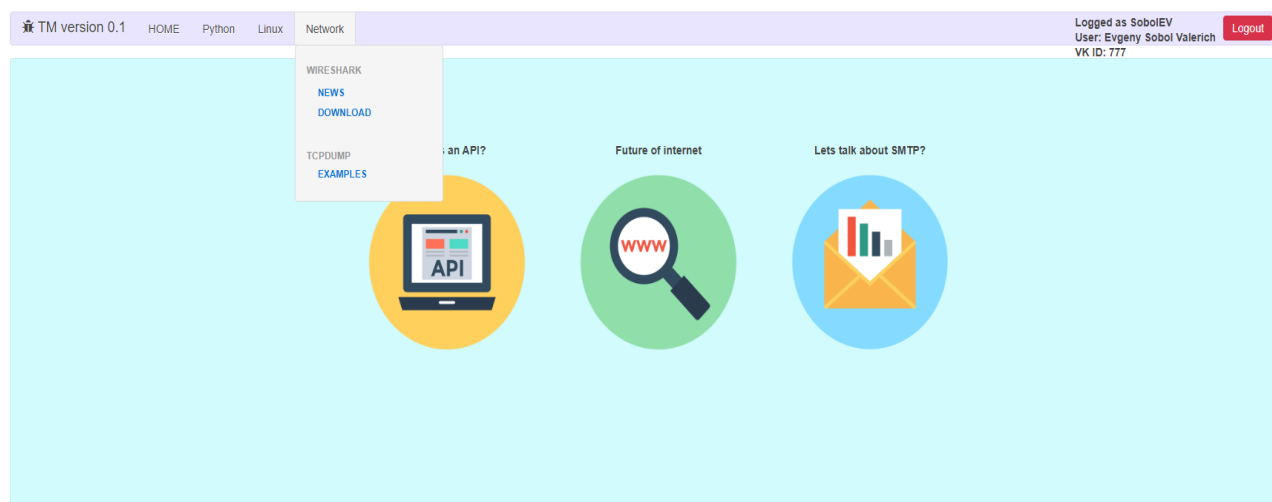 TM version 0.1 HOME Python Linux Network
Logged as SobolEV
User: Evgeny Sobol Valerich
VK ID: 777
Logout
WIRESHARK
NEWS
DOWNLOAD
TCPDUMP
EXAMPLES
an API?
Future of internet
Lets talk about SMTP?
API
WWW